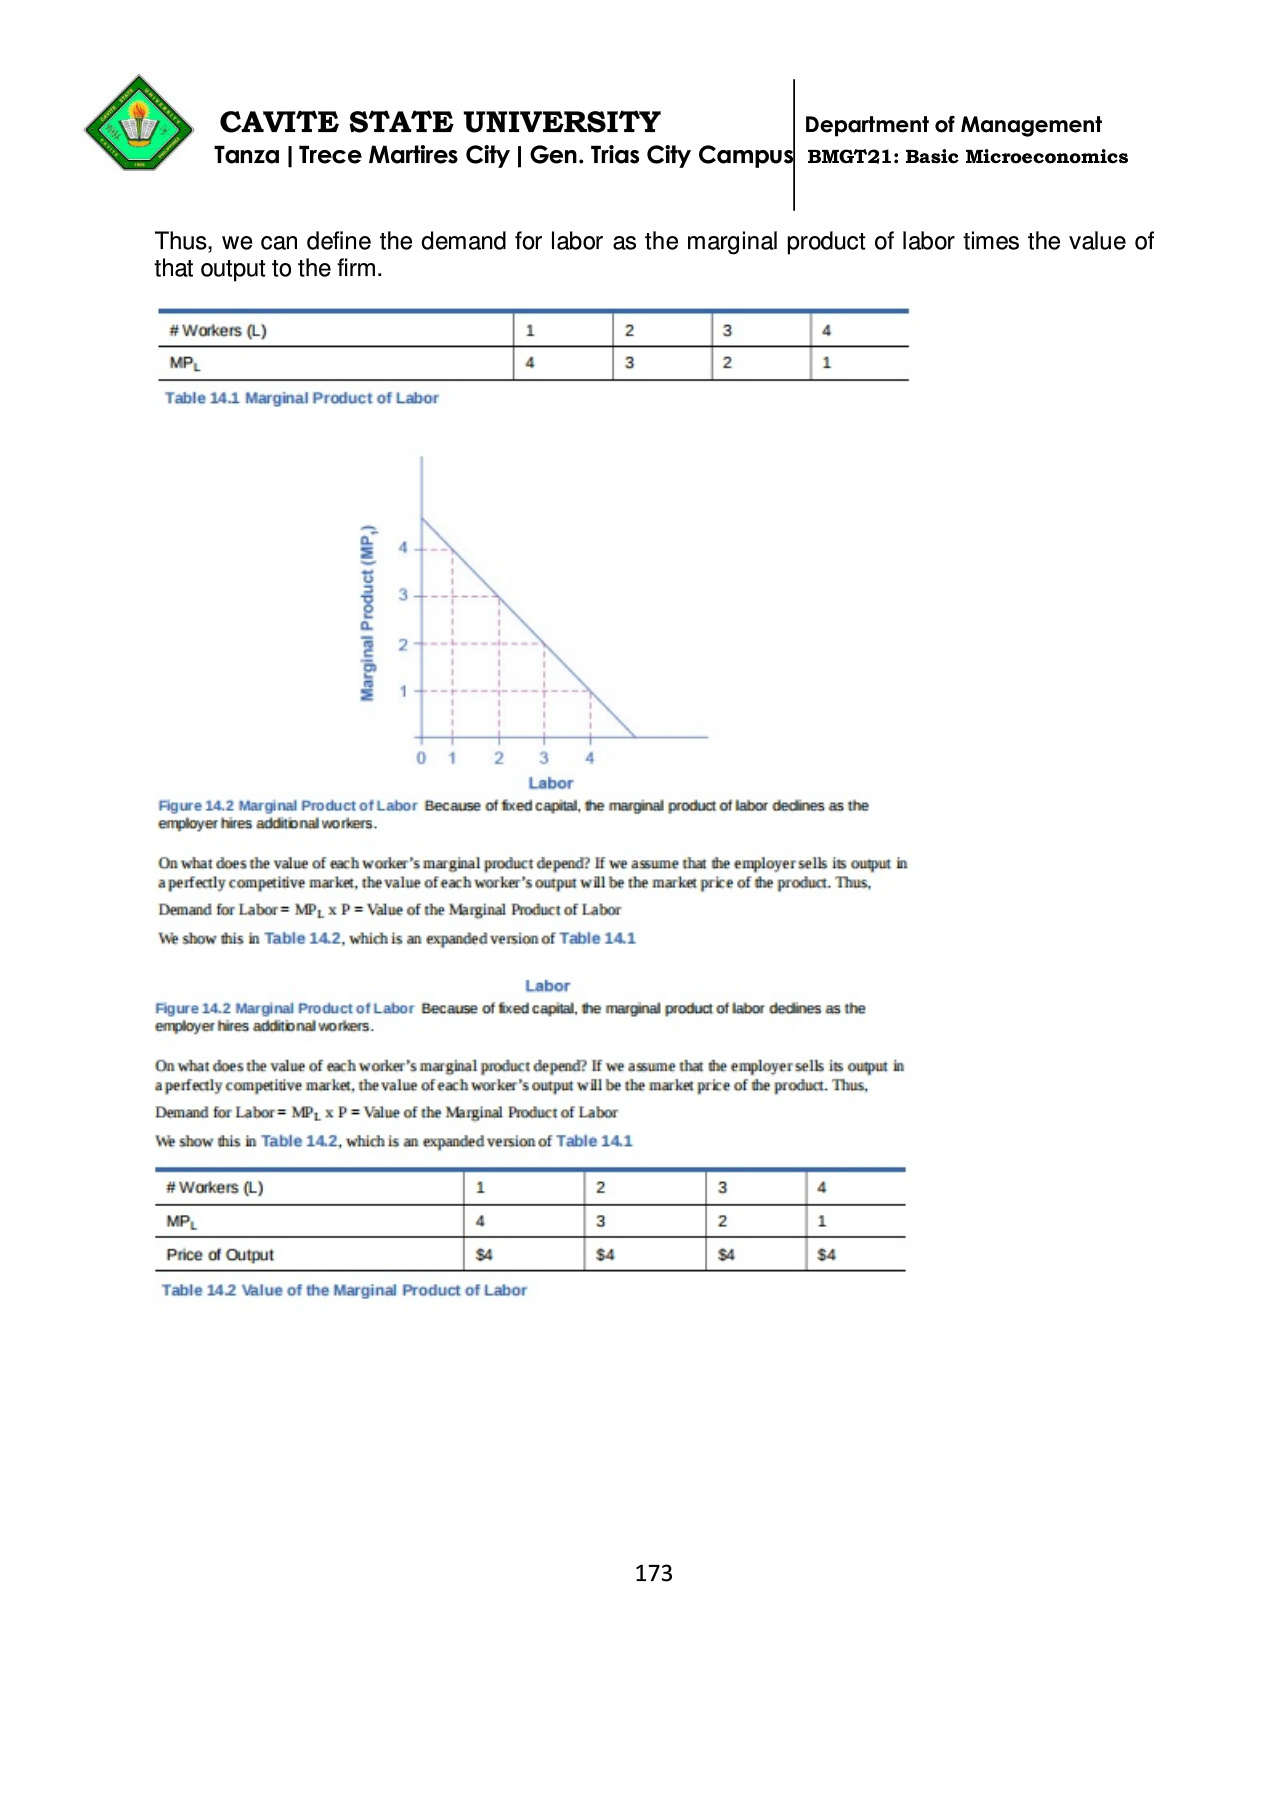 CAVITE STATE UNIVERSITY
Tanza | Trece Martires City | Gen. Trias City Campus
Department of Management
BMGT21: Basic Microeconomics
Thus, we can define the demand for labor as the marginal product of labor times the value of
that output to the firm.
# Workers (L) 1 2 3 4
MPL 4 3 2 1
Table 14.1 Marginal Product of Labor
Marginal Product (MP1)
4
3
2
1
0 1 2 3 4
Labor
Figure 14.2 Marginal Product of Labor Because of fixed capital, the marginal product of labor declines as the
employer hires additional workers.
On what does the value of each worker's marginal product depend? If we assume that the employer sells its output in
a perfectly competitive market, the value of each worker's output will be the market price of the product. Thus,
Demand for Labor = MPL x P = Value of the Marginal Product of Labor
We show this in Table 14.2, which is an expanded version of Table 14.1
Labor
Figure 14.2 Marginal Product of Labor Because of fixed capital, the marginal product of labor declines as the
employer hires additional workers.
On what does the value of each worker's marginal product depend? If we assume that the employer sells its output in
a perfectly competitive market, the value of each worker's output will be the market price of the product. Thus,
Demand for Labor = MPL x P = Value of the Marginal Product of Labor
We show this in Table 14.2, which is an expanded version of Table 14.1
# Workers (L) 1 2 3 4
MPL 4 3 2 1
Price of Output $4 $4 $4 $4
Table 14.2 Value of the Marginal Product of Labor
173